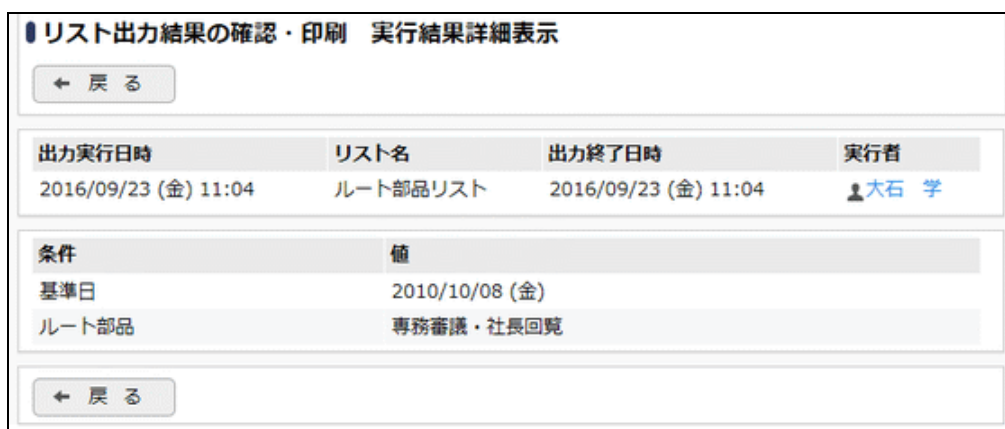 リスト出力結果の確認・印刷　実行結果詳細表示
← 戻 る
出力実行日時 リスト名 出力終了日時 実行者
2016/09/23 (金) 11:04 ルート部品リスト 2016/09/23 (金) 11:04 大石　学
条件 値
基準日 2010/10/08 (金)
ルート部品 専務審議・社長回覧
← 戻 る